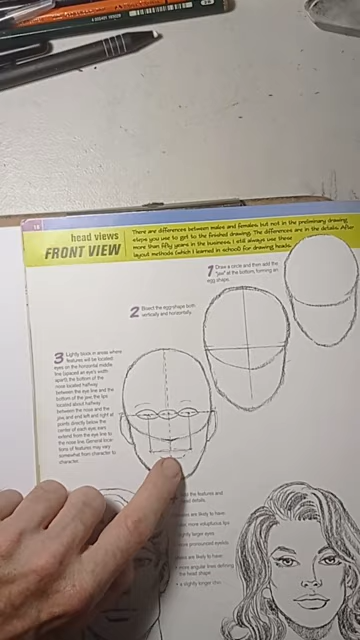 18
head views
FRONT VIEW
There are differences between males and females, but not in the preliminary drawing
steps you use to get to the finished drawing. The differences are in the details. After
more than fifty years in the business, I still always use these
layout methods (which I learned in school) for drawing heads.
1 Draw a circle and then add the
"jaw" at the bottom, forming an
egg shape.
2 Bisect the egg-shape both
vertically and horizontally.
3 Lightly block in areas where
features will be located:
eyes on the horizontal middle
line (spaced an eye's width
apart), the bottom of the
nose located halfway
between the eye line and the
bottom of the jaw, the lips
located about halfway
between the nose and the
jaw, and
points directly below the
center of each eye
extend from the eye line to
the nose line. General loca-
tions of features may vary
somewhat from character to
character.
the features and
are likely to have:
more voluptuous lips
slightly larger eyes
more pronounced eyelids
are likely to have:
• more angular lines defining
the head shape
• a slightly longer chin